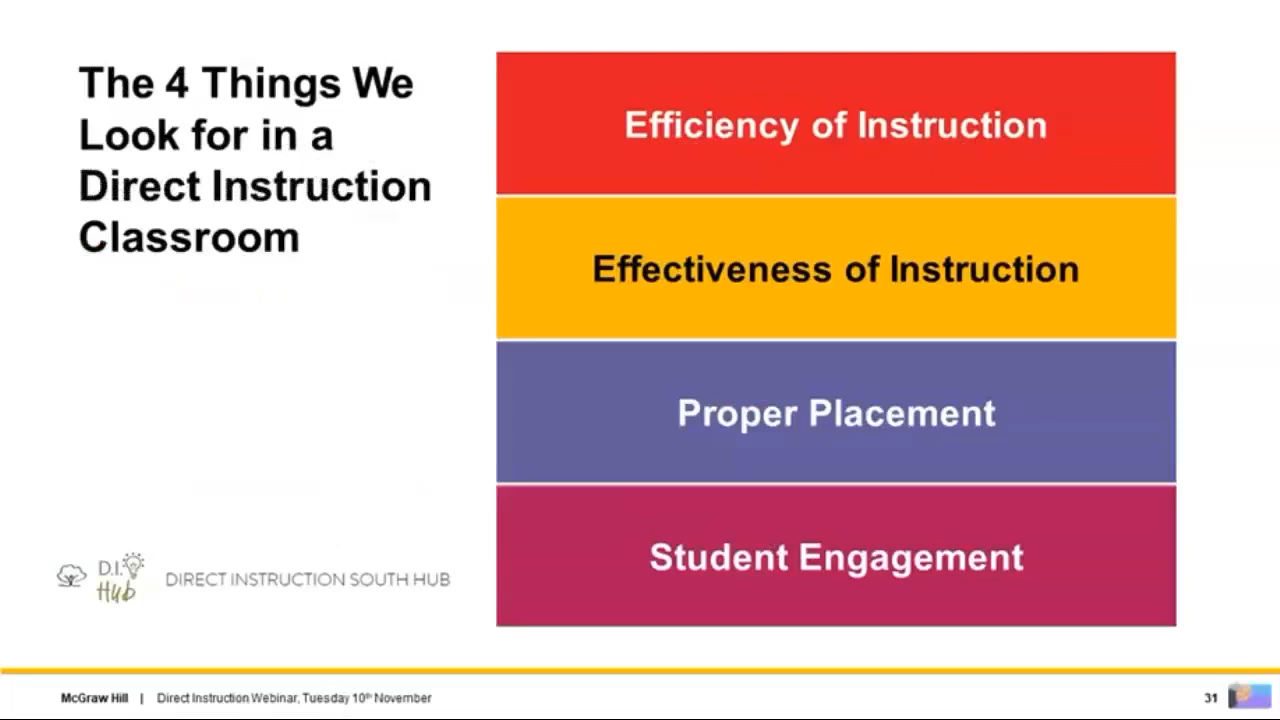 The 4 Things We
Look for in a
Direct Instruction
Classroom
Efficiency of Instruction
Effectiveness of Instruction
Proper Placement
Student Engagement
D.I.
Hub
DIRECT INSTRUCTION SOUTH HUB
McGraw Hill | Direct Instruction Webinar, Tuesday 10th November
31